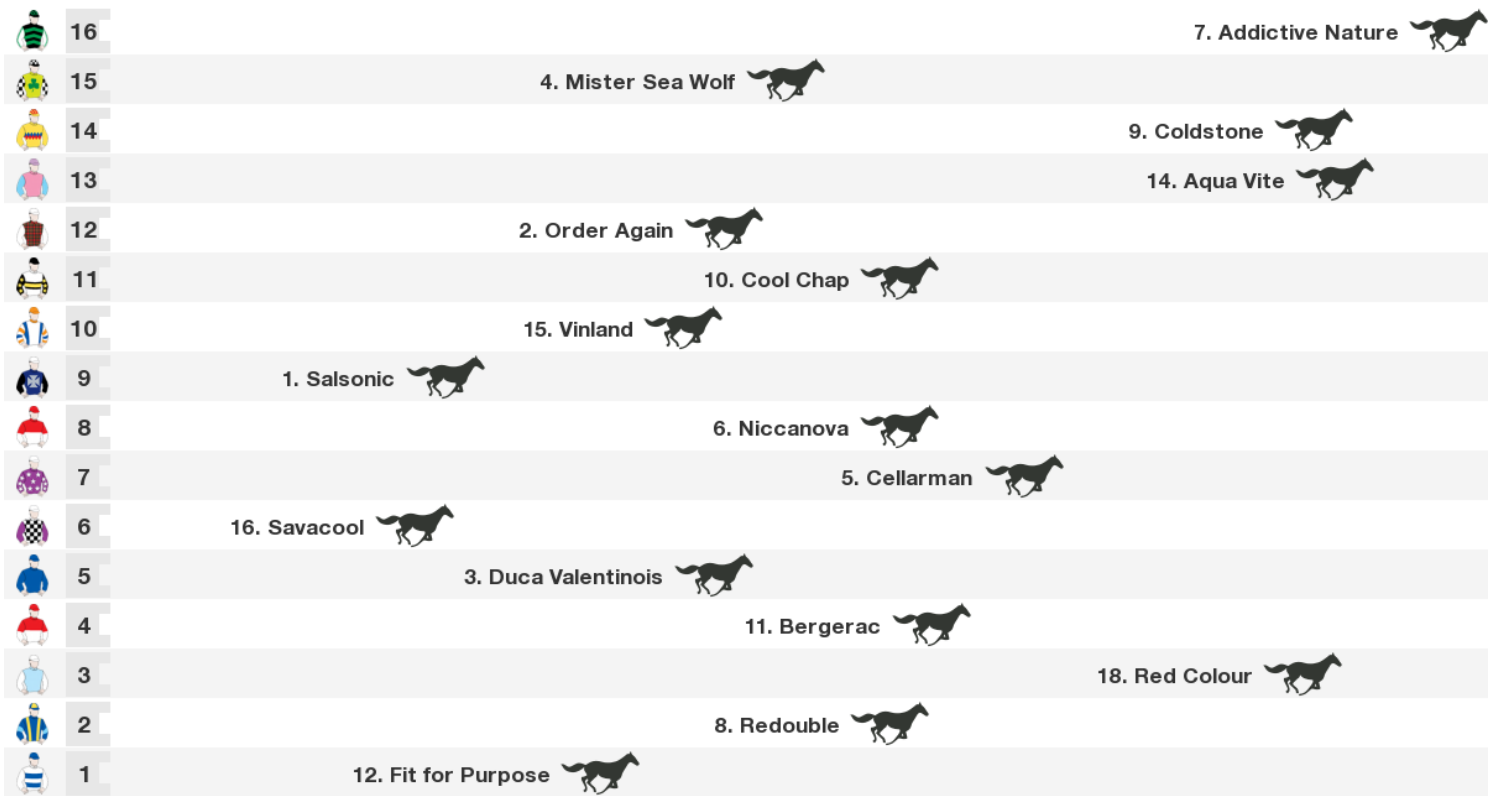 16 7. Addictive Nature
15 4. Mister Sea Wolf
14 9. Coldstone
13 14. Aqua Vite
12 2. Order Again
11 10. Cool Chap
10 15. Vinland
9 1. Salsonic
8 6. Niccanova
7 5. Cellarman
6 16. Savacool
5 3. Duca Valentinois
4 11. Bergerac
3 18. Red Colour
2 8. Redouble
1 12. Fit for Purpose